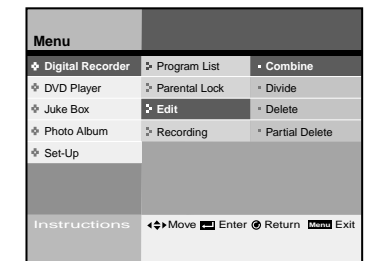 Menu
Digital Recorder Program List Combine
DVD Player Parental Lock Divide
Juke Box Edit Delete
Photo Album Recording Partial Delete
Set-Up
Instructions Move Enter Return Menu Exit